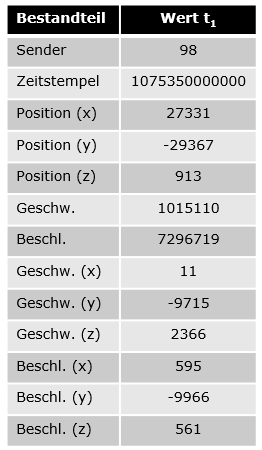 Bestandteil Wert t₁
Sender 98
Zeitstempel 1075350000000
Position (x) 27331
Position (y) -29367
Position (z) 913
Geschw. 1015110
Beschl. 7296719
Geschw. (x) 11
Geschw. (y) -9715
Geschw. (z) 2366
Beschl. (x) 595
Beschl. (y) -9966
Beschl. (z) 561